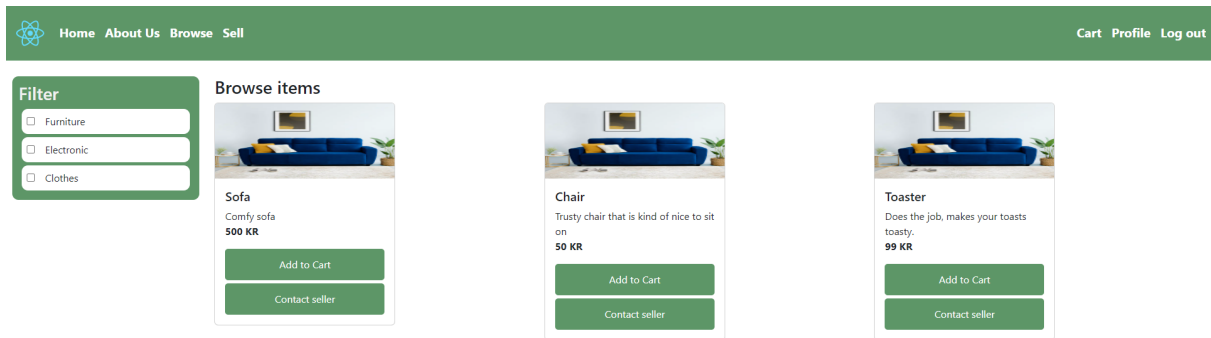 Home About Us Browse Sell
Cart Profile Log out
Filter
Furniture
Electronic
Clothes
Browse items
Sofa
Comfy sofa
500 KR
Add to Cart
Contact seller
Chair
Trusty chair that is kind of nice to sit
on
50 KR
Add to Cart
Contact seller
Toaster
Does the job, makes your toasts
toasty.
99 KR
Add to Cart
Contact seller